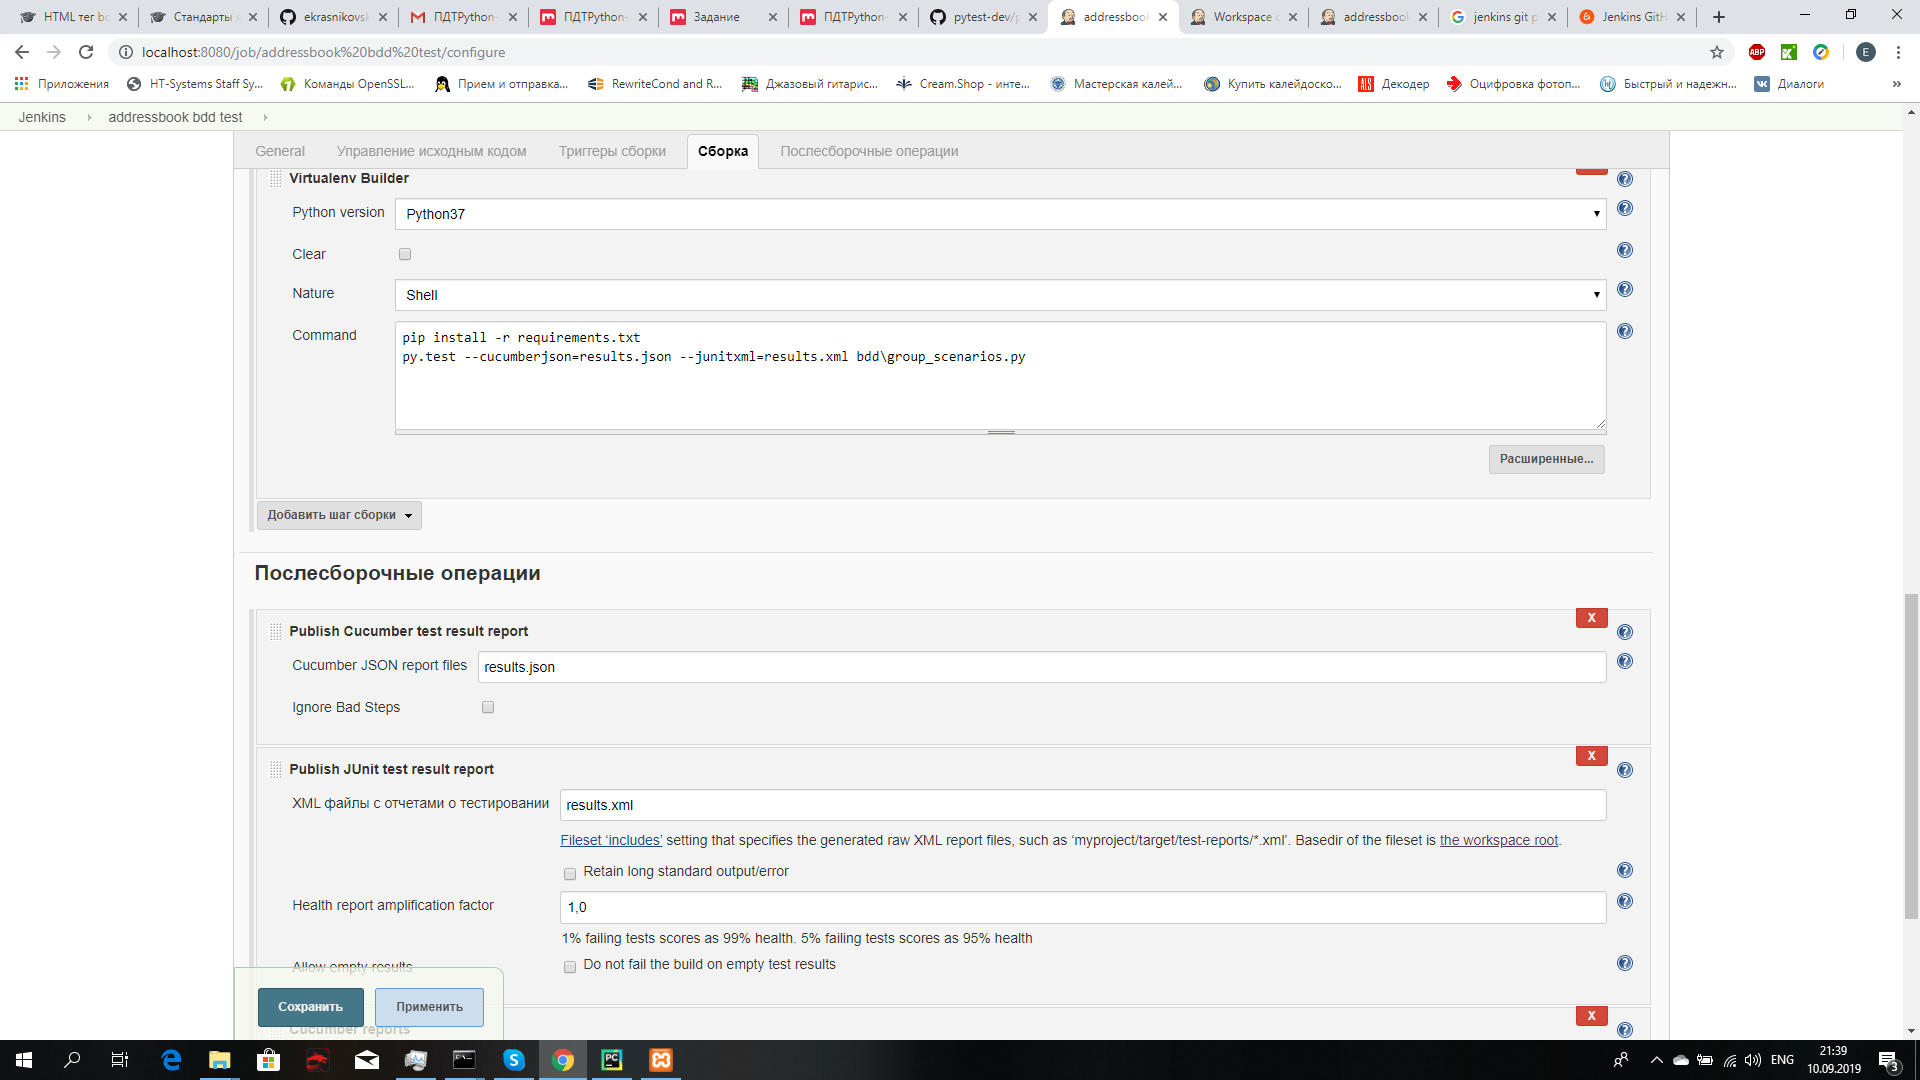 HTML тег bo
Стандарты
ekrasnikovsk
ПДТPython-
ПДТPython-
Задание
ПДТPython-
pytest-dev/p
addressbook
Workspace o
addressbook
jenkins git p
Jenkins GitH
localhost:8080/job/addressbook%20bdd%20test/configure
ABP
E
Приложения
HT-Systems Staff Sy...
Команды OpenSSL...
Прием и отправка...
RewriteCond and R...
Джазовый гитарис...
Cream.Shop - инте...
Мастерская калей...
Купить калейдоско...
Декодер
Оцифровка фотоп...
Быстрый и надежн...
Диалоги
»
Jenkins
addressbook bdd test
General
Управление исходным кодом
Триггеры сборки
Сборка
Послесборочные операции
Virtualenv Builder
Python version
Python37
Clear
Nature
Shell
Command
pip install -r requirements.txt
py.test --cucumberjson=results.json --junitxml=results.xml bdd\group_scenarios.py
Расширенные...
Добавить шаг сборки
Послесборочные операции
X
Publish Cucumber test result report
Cucumber JSON report files
results.json
Ignore Bad Steps
X
Publish JUnit test result report
XML файлы с отчетами о тестировании
results.xml
Fileset ‘includes’ setting that specifies the generated raw XML report files, such as ‘myproject/target/test-reports/*.xml’. Basedir of the fileset is the workspace root.
Retain long standard output/error
Health report amplification factor
1,0
1% failing tests scores as 99% health. 5% failing tests scores as 95% health
Allow empty results
Do not fail the build on empty test results
Сохранить
Применить
X
Cucumber reports
ENG
21:39
10.09.2019
3